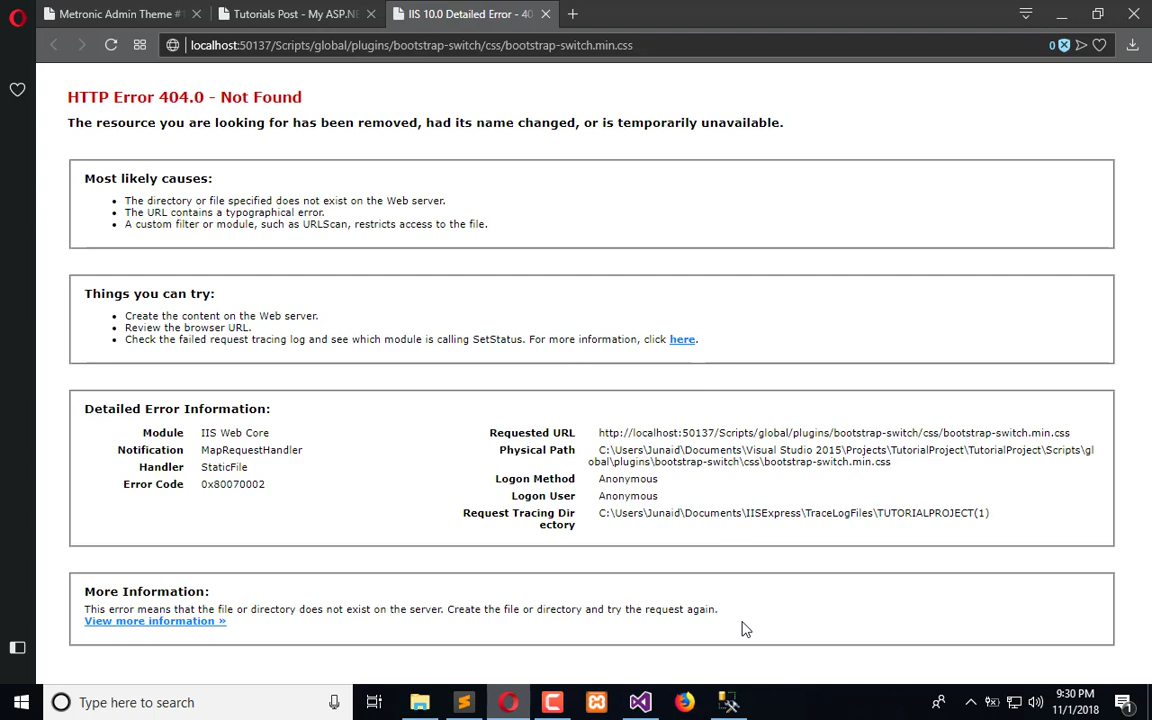 Metronic Admin Theme #
Tutorials Post - My ASP.NE
IIS 10.0 Detailed Error - 40
localhost:50137/Scripts/global/plugins/bootstrap-switch/css/bootstrap-switch.min.css
0
HTTP Error 404.0 - Not Found
The resource you are looking for has been removed, had its name changed, or is temporarily unavailable.
Most likely causes:
• The directory or file specified does not exist on the Web server.
• The URL contains a typographical error.
• A custom filter or module, such as URLScan, restricts access to the file.
Things you can try:
• Create the content on the Web server.
• Review the browser URL.
• Check the failed request tracing log and see which module is calling SetStatus. For more information, click here.
Detailed Error Information:
Module IIS Web Core
Notification MapRequestHandler
Handler StaticFile
Error Code 0x80070002
Requested URL http://localhost:50137/Scripts/global/plugins/bootstrap-switch/css/bootstrap-switch.min.css
Physical Path C:\Users\Junaid\Documents\Visual Studio 2015\Projects\TutorialProject\TutorialProject\Scripts\gl
obal\plugins\bootstrap-switch\css\bootstrap-switch.min.css
Logon Method Anonymous
Logon User Anonymous
Request Tracing Dir C:\Users\Junaid\Documents\IISExpress\TraceLogFiles\TUTORIALPROJECT(1)
ectory
More Information:
This error means that the file or directory does not exist on the server. Create the file or directory and try the request again.
View more information »
Type here to search
9:30 PM
11/1/2018
1